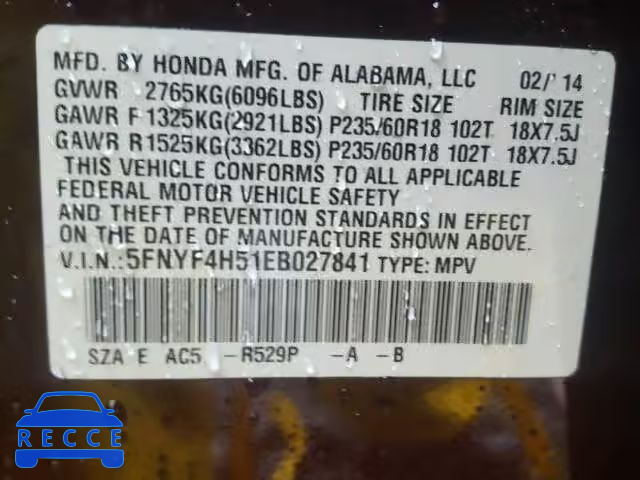 MFD. BY HONDA MFG. OF ALABAMA, LLC 02/'14
GVWR 2765KG(6096LBS) TIRE SIZE RIM SIZE
GAWR F1325KG(2921LBS) P235/60R18 102T 18X7.5J
GAWR R1525KG(3362LBS) P235/60R18 102T 18X7.5J
THIS VEHICLE CONFORMS TO ALL APPLICABLE
FEDERAL MOTOR VEHICLE SAFETY
AND THEFT PREVENTION STANDARDS IN EFFECT
ON THE DATE OF MANUFACTURE SHOWN ABOVE.
V.I.N.:5FNYF4H51EB027841 TYPE: MPV
SZA E AC5 -R529P -A -B
RECCE